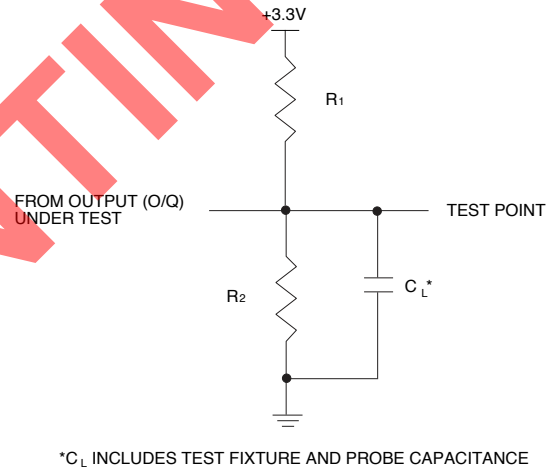 +3.3V
R1
FROM OUTPUT (O/Q)
UNDER TEST
TEST POINT
R2
CL*
*CL INCLUDES TEST FIXTURE AND PROBE CAPACITANCE